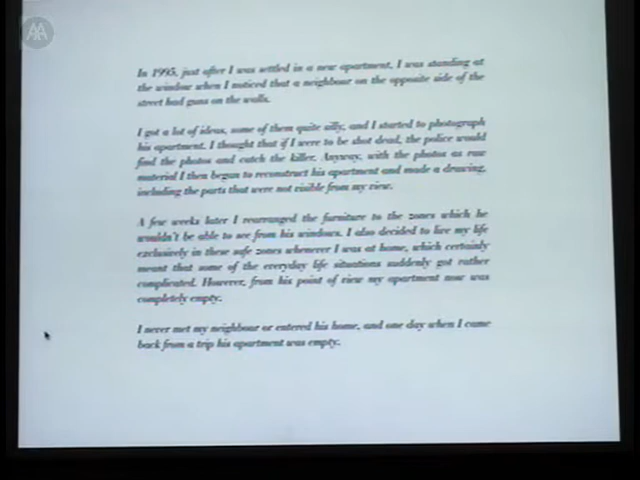 AA
In 1995, just after I was settled in a new apartment, I was standing at
the window when I noticed that a neighbour on the opposite side of the
street had guns on the walls.
I got a lot of ideas, some of them quite silly, and I started to photograph
his apartment. I thought that if I were to be shot dead, the police would
find the photos and catch the killer. Anyway, with the photos as raw
material I then began to reconstruct his apartment and made a drawing,
including the parts that were not visible from my view.
A few weeks later I rearranged the furniture to the zones which he
wouldn't be able to see from his windows. I also decided to live my life
exclusively in these safe zones whenever I was at home, which certainly
meant that some of the everyday life situations suddenly got rather
complicated. However, from his point of view my apartment now was
completely empty.
I never met my neighbour or entered his home, and one day when I came
back from a trip his apartment was empty.